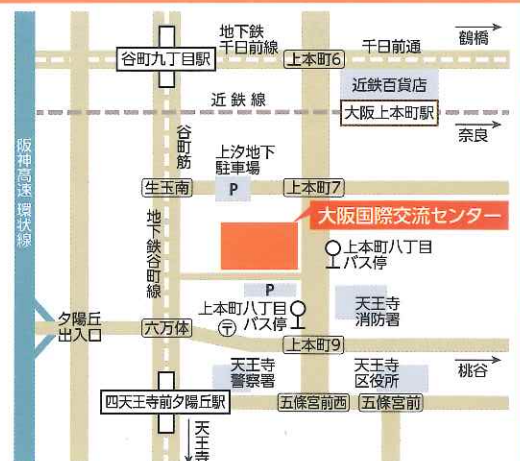 地下鉄
千日前線
谷町九丁目駅
上本町6
千日前通
鶴橋
近鉄百貨店
近鉄線
大阪上本町駅
奈良
阪神高速 環状線
谷町筋
上汐地下
駐車場
P
生玉南
上本町7
大阪国際交流センター
地下鉄谷町線
上本町八丁目
バス停
P
上本町八丁目
バス停
〒
天王寺
消防署
夕陽丘
出入口
六万体
上本町9
桃谷
天王寺
警察署
天王寺
区役所
四天王寺前夕陽丘駅
五條宮前西
五條宮前
天王寺